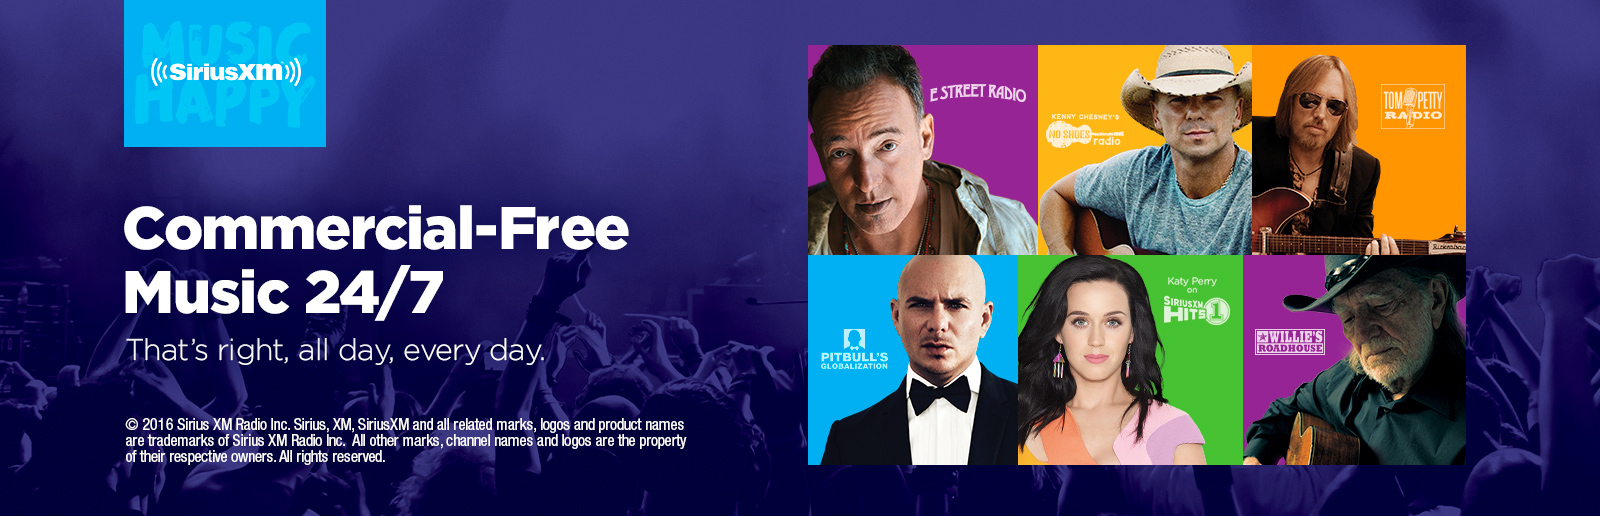 MUSIC
SiriusXM
HAPPY
Commercial-Free
Music 24/7
That's right, all day, every day.
© 2016 Sirius XM Radio Inc. Sirius, XM, SiriusXM and all related marks, logos and product names
are trademarks of Sirius XM Radio Inc.  All other marks, channel names and logos are the property
of their respective owners. All rights reserved.
E STREET RADIO
KENNY CHESNEY'S
NO SHOES
radio
TOM PETTY
RADIO
PITBULL'S
GLOBALIZATION
Katy Perry
on
SIRIUSXM
HITS 1
WILLIE'S
ROADHOUSE